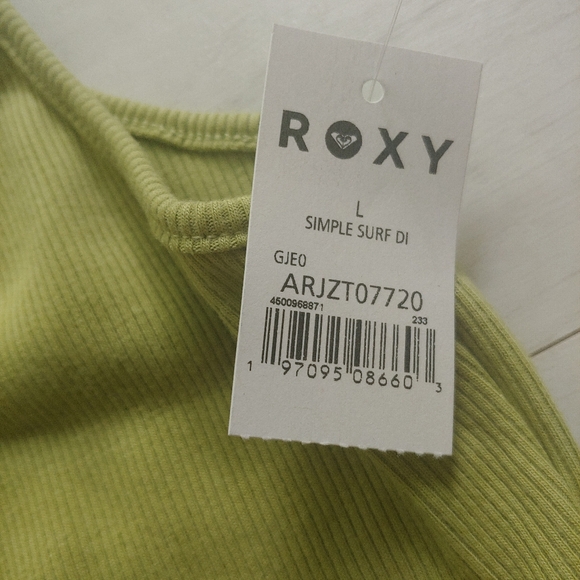 ROXY
L
SIMPLE SURF DI
GJE0
ARJZT07720
4500968871 233
1 97095 08660 3